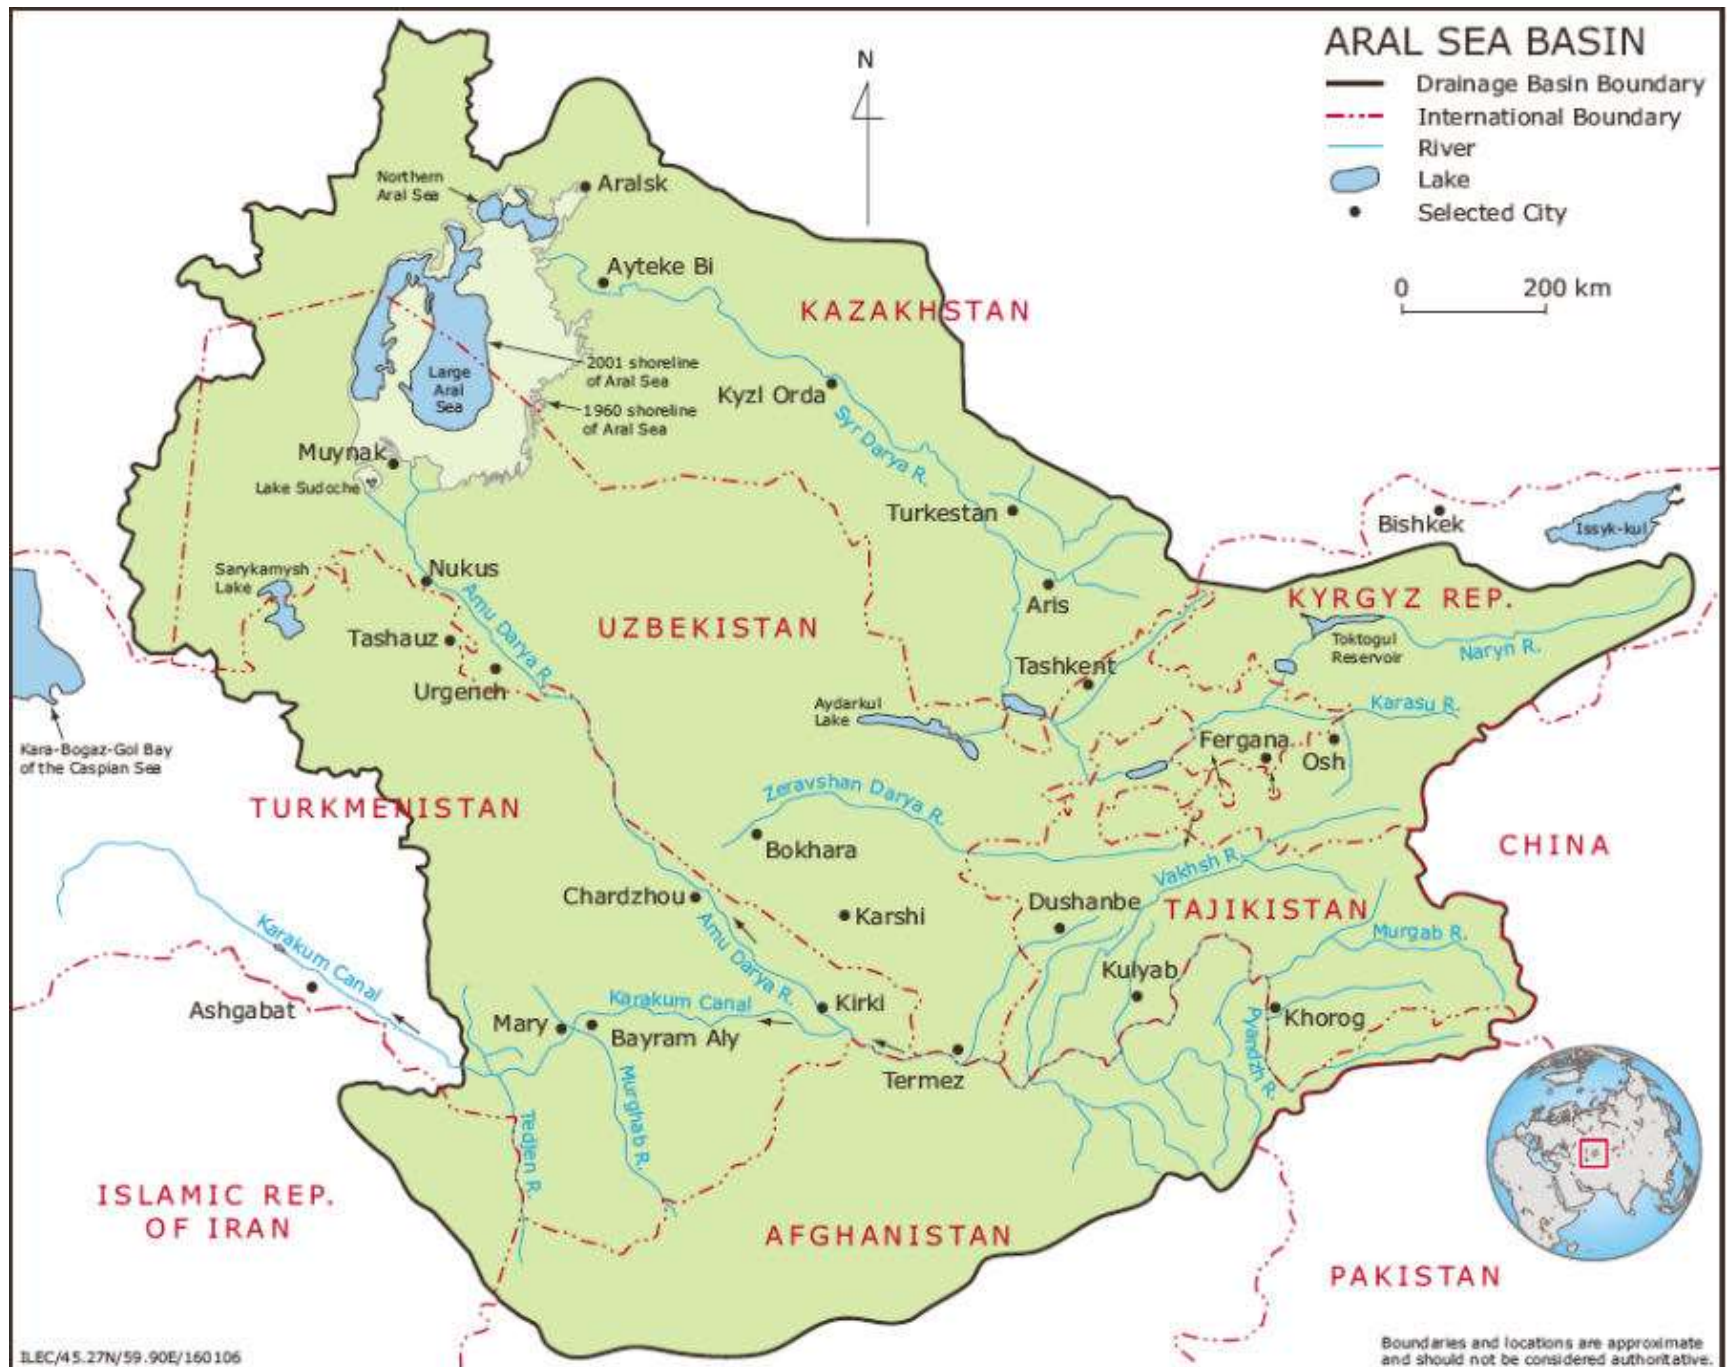 ARAL SEA BASIN
Drainage Basin Boundary
International Boundary
River
Lake
Selected City
0 200 km
N
Northern
Aral Sea
Aralsk
Ayteke Bi
KAZAKHSTAN
2001 shoreline
of Aral Sea
Large
Aral
Sea
1960 shoreline
of Aral Sea
Kyzl Orda
Syr Darya R.
Muynak
Lake Sudoche
Turkestan
Bishkek
Issyk-kul
Sarykamysh
Lake
Nukus
Amu Darya R.
Aris
KYRGYZ REP.
UZBEKISTAN
Tashauz
Toktogul
Reservoir
Naryn R.
Urgench
Tashkent
Aydarkul
Lake
Karasu R.
Kara-Bogaz-Gol Bay
of the Caspian Sea
Fergana
Osh
TURKMENISTAN
Zeravshan Darya R.
Bokhara
CHINA
Vakhsh R.
Chardzhou
Karshi
Dushanbe
TAJIKISTAN
Karakum Canal
Amu Darya R.
Murgab R.
Kulyab
Ashgabat
Karakum Canal
Kirki
Mary
Bayram Aly
Pyandzh R.
Khorog
Termez
Murghab R.
Tedjen R.
ISLAMIC REP.
OF IRAN
AFGHANISTAN
PAKISTAN
ILEC/45.27N/59.90E/160106
Boundaries and locations are approximate
and should not be considered authoritative.